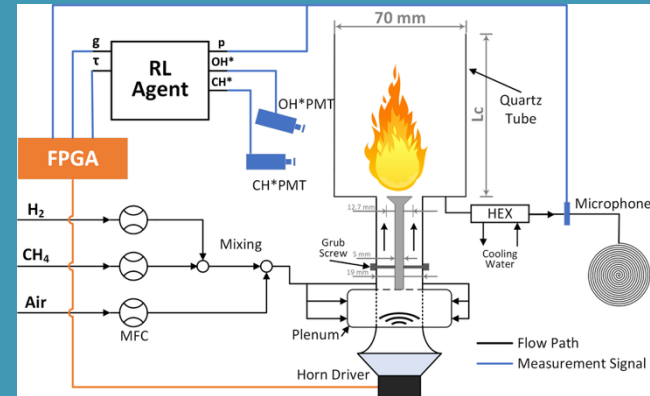 70 mm
g
τ
p
OH*
CH*
RL
Agent
OH*PMT
CH*PMT
Lc
Quartz
Tube
FPGA
H₂
CH₄
Air
MFC
Mixing
12.7 mm
Grub
Screw
5 mm
19 mm
HEX
Microphone
Cooling
Water
Plenum
Horn Driver
Flow Path
Measurement Signal